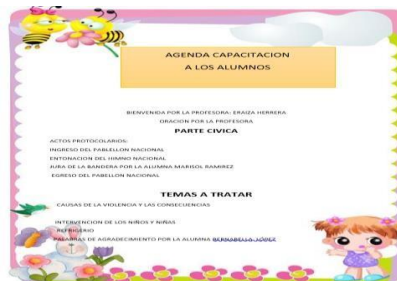 AGENDA CAPACITACION
A LOS ALUMNOS
BIENVENIDA POR LA PROFESORA: ERAIZA HERRERA
ORACION POR LA PROFESORA
PARTE CIVICA
ACTOS PROTOCOLARIOS:
INGRESO DEL PABELLON NACIONAL
ENTONACION DEL HIMNO NACIONAL
JURA DE LA BANDERA POR LA ALUMNA MARISOL RAMIREZ
EGRESO DEL PABELLON NACIONAL
TEMAS A TRATAR
CAUSAS DE LA VIOLENCIA Y LAS CONSECUENCIAS
INTERVENCION DE LOS NIÑOS Y NIÑAS
REFRIGERIO
PALABRAS DE AGRADECIMIENTO POR LA ALUMNA LÓPEZ